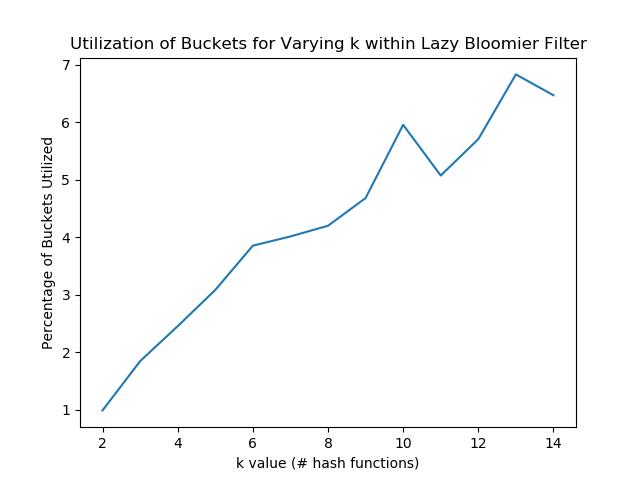 Utilization of Buckets for Varying k within Lazy Bloomier Filter
7
6
5
4
3
2
1
Percentage of Buckets Utilized
2 4 6 8 10 12 14
k value (# hash functions)